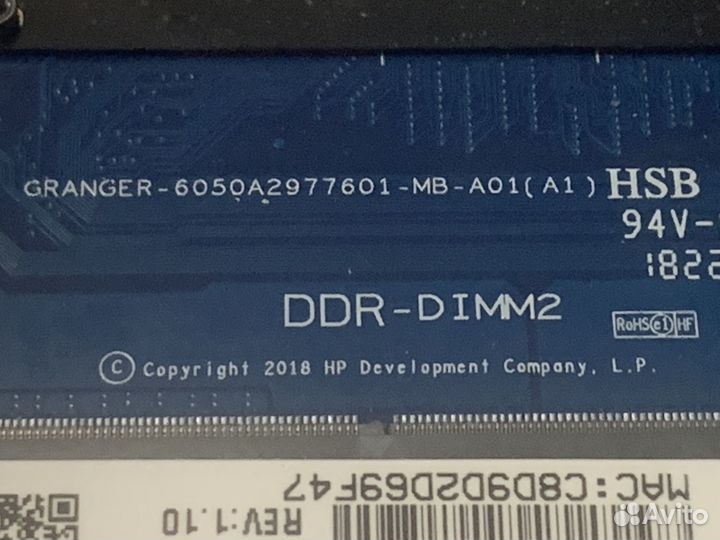 GRANGER-6050A2977601-MB-A01(A1) HSB
94V-
1822
DDR-DIMM2
RoHS e1 HF
C Copyright 2018 HP Development Company, L.P.
MAC:C8D9D2D69F47
REV:1.10
Avito